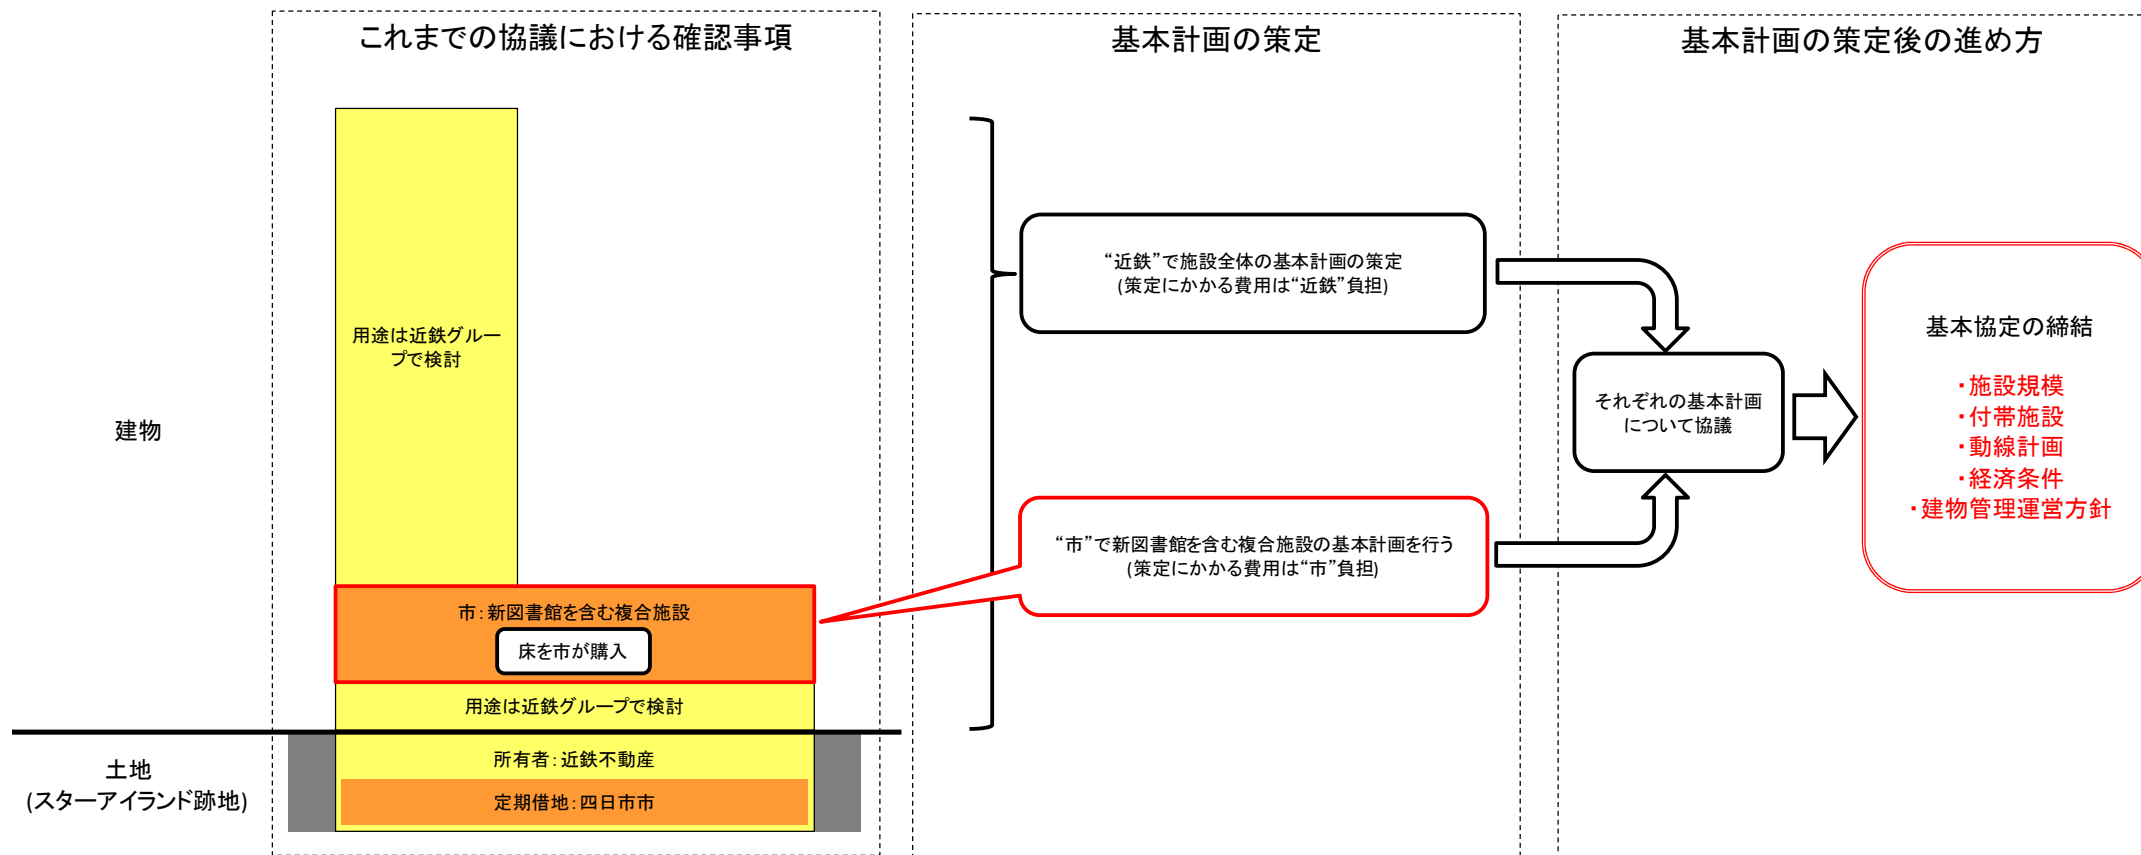 これまでの協議における確認事項
基本計画の策定
基本計画の策定後の進め方
建物
土地
(スターアイランド跡地)
用途は近鉄グルー
プで検討
市：新図書館を含む複合施設
床を市が購入
用途は近鉄グループで検討
所有者：近鉄不動産
定期借地：四日市市
“近鉄”で施設全体の基本計画の策定
(策定にかかる費用は“近鉄”負担)
“市”で新図書館を含む複合施設の基本計画を行う
(策定にかかる費用は“市”負担)
それぞれの基本計画
について協議
基本協定の締結
・施設規模
・付帯施設
・動線計画
・経済条件
・建物管理運営方針